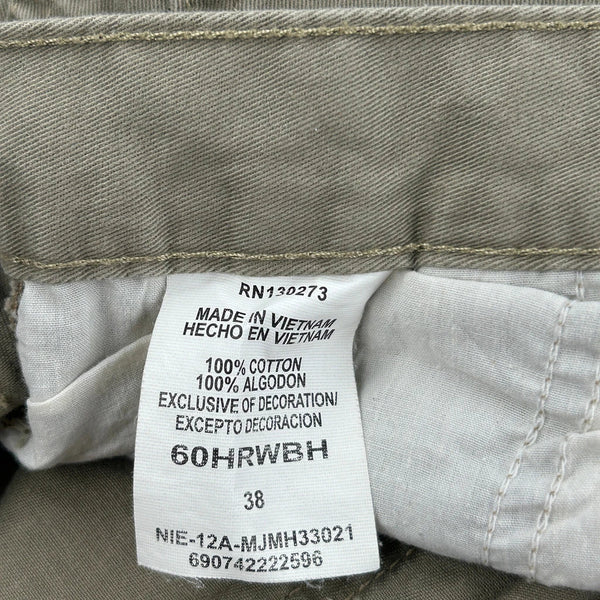 RN130273
MADE IN VIETNAM
HECHO EN VIETNAM
100% COTTON
100% ALGODON
EXCLUSIVE OF DECORATION/
EXCEPTO DECORACION
60HRWBH
38
NIE-12A-MJMH33021
690742222596